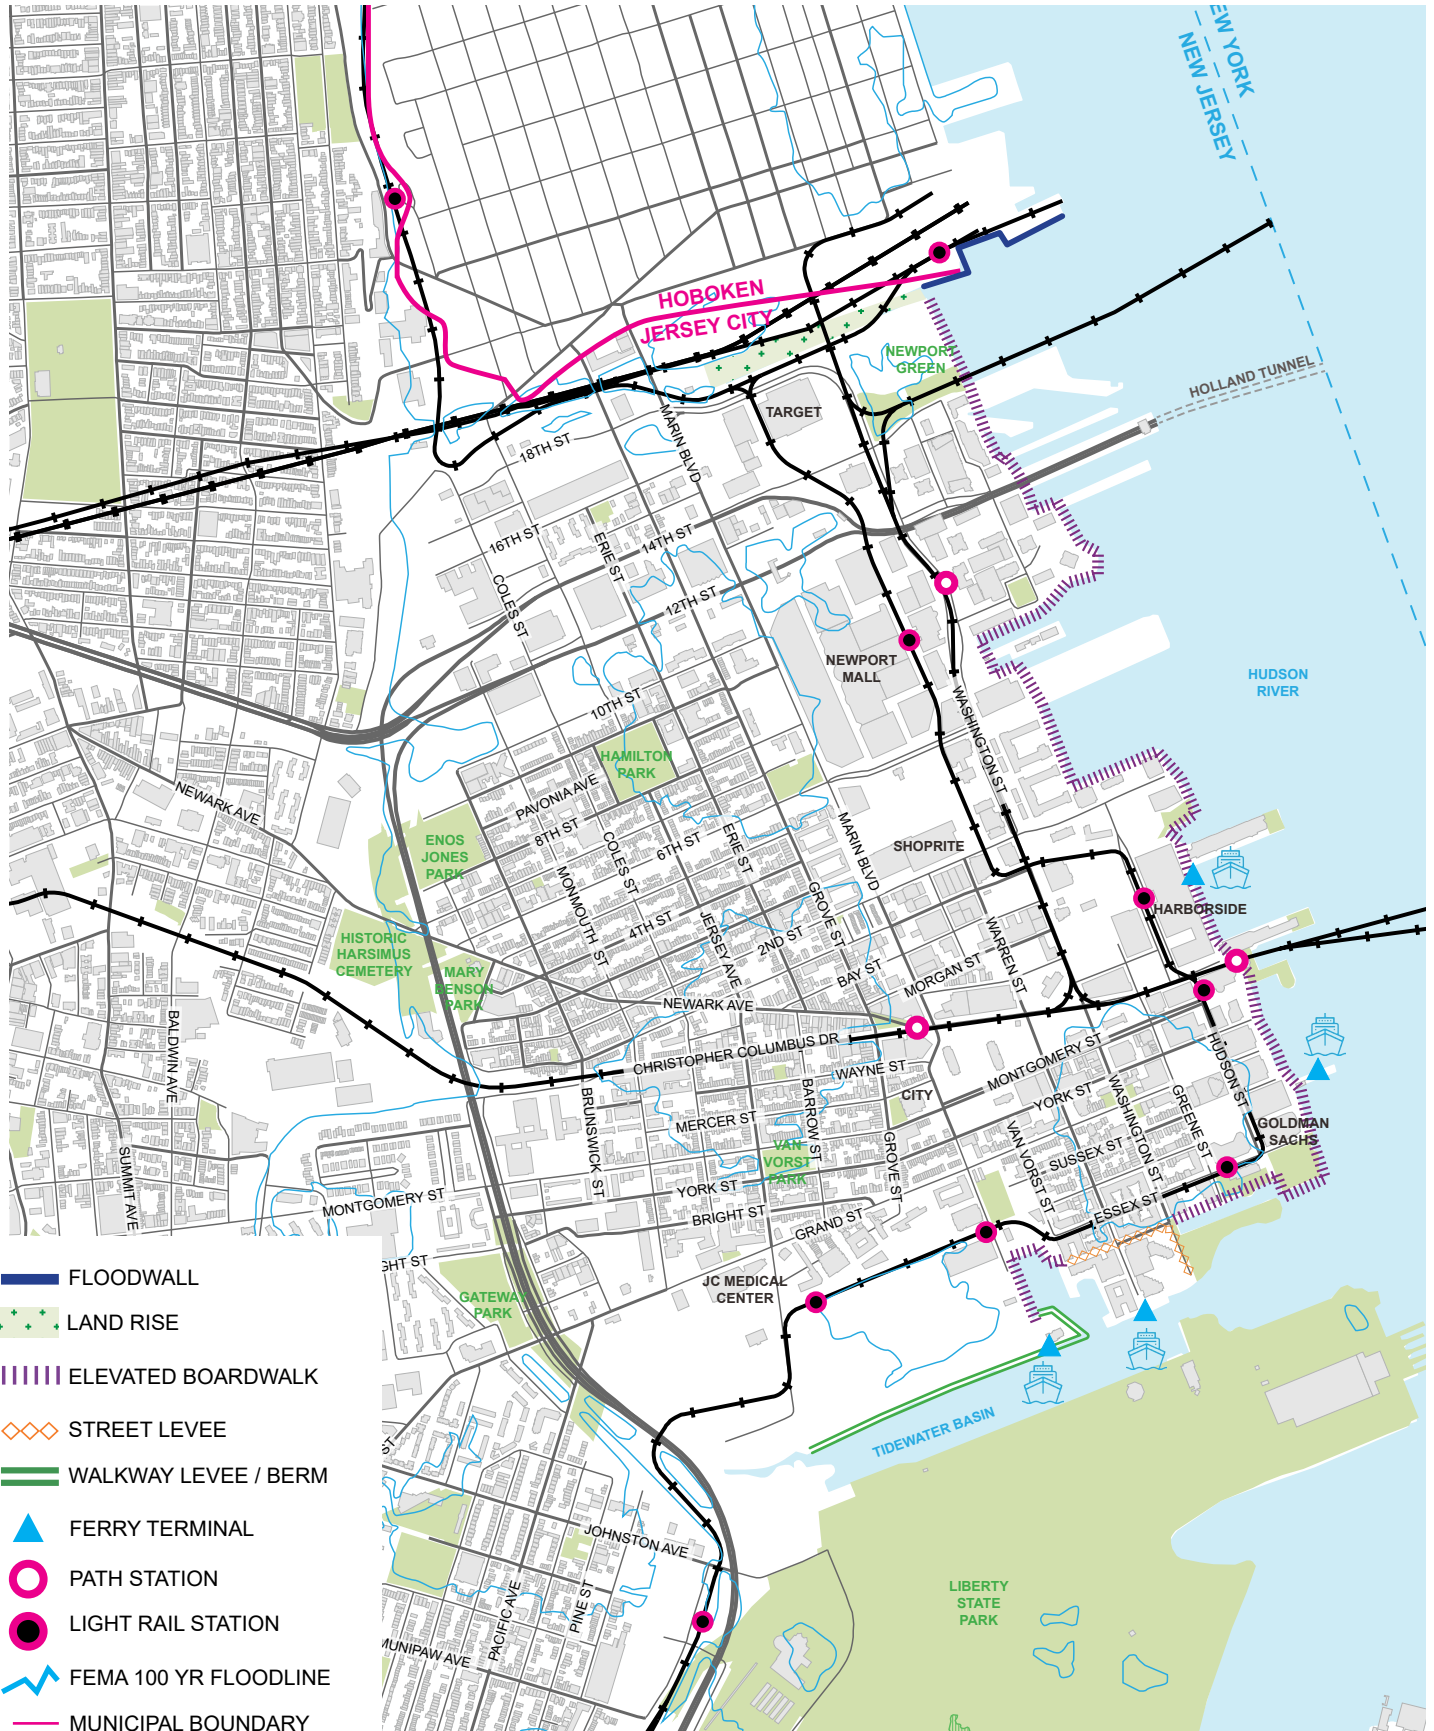 EW YORK
NEW JERSEY
HOBOKEN
JERSEY CITY
NEWPORT
GREEN
HOLLAND TUNNEL
TARGET
MARIN BLVD
18TH ST
16TH ST
ERIE ST
14TH ST
COLES ST
12TH ST
NEWPORT
MALL
HUDSON
RIVER
WASHINGTON ST
10TH ST
HAMILTON
PARK
PAVONIA AVE
NEWARK AVE
8TH ST
COLES ST
6TH ST
ERIE ST
MARIN BLVD
SHOPRITE
ENOS
JONES
PARK
MONMOUTH ST
4TH ST
JERSEY AVE
2ND ST
GROVE ST
HARBORSIDE
WARREN ST
HISTORIC
HARSIMUS
CEMETERY
MARY
BENSON
PARK
BAY ST
MORGAN ST
NEWARK AVE
BALDWIN AVE
CHRISTOPHER COLUMBUS DR
WAYNE ST
MONTGOMERY ST
HUDSON ST
CITY
YORK ST
WASHINGTON ST
GREENE ST
BRUNSWICK ST
MERCER ST
BARROW ST
GOLDMAN
SACHS
VAN
VORST
PARK
GROVE ST
VAN VORST ST
SUSSEX ST
SUMMIT AVE
MONTGOMERY ST
YORK ST
BRIGHT ST
GRAND ST
ESSEX ST
GHT ST
GATEWAY
PARK
JC MEDICAL
CENTER
TIDEWATER BASIN
ST
JOHNSTON AVE
PACIFIC AVE
PINE ST
MUNIPAW AVE
LIBERTY
STATE
PARK
FLOODWALL
LAND RISE
ELEVATED BOARDWALK
STREET LEVEE
WALKWAY LEVEE / BERM
FERRY TERMINAL
PATH STATION
LIGHT RAIL STATION
FEMA 100 YR FLOODLINE
MUNICIPAL BOUNDARY